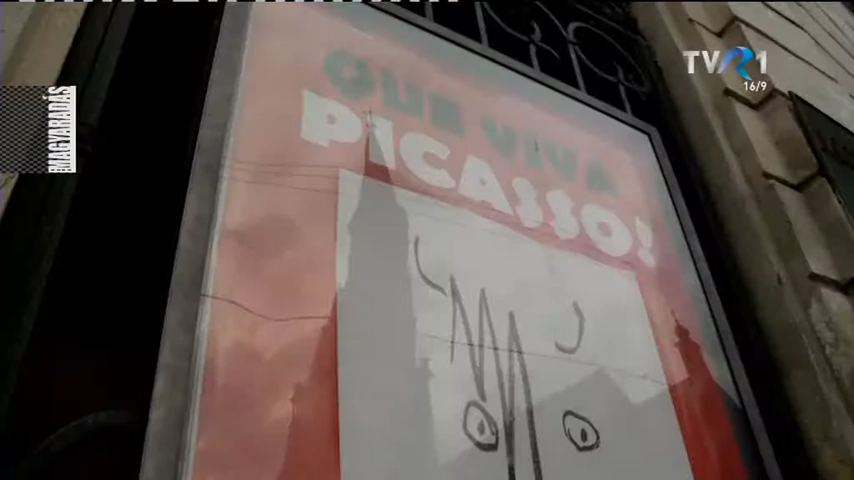 MAGYARADÁS
TVR1
16/9
QUE VIVA
PICASSO!